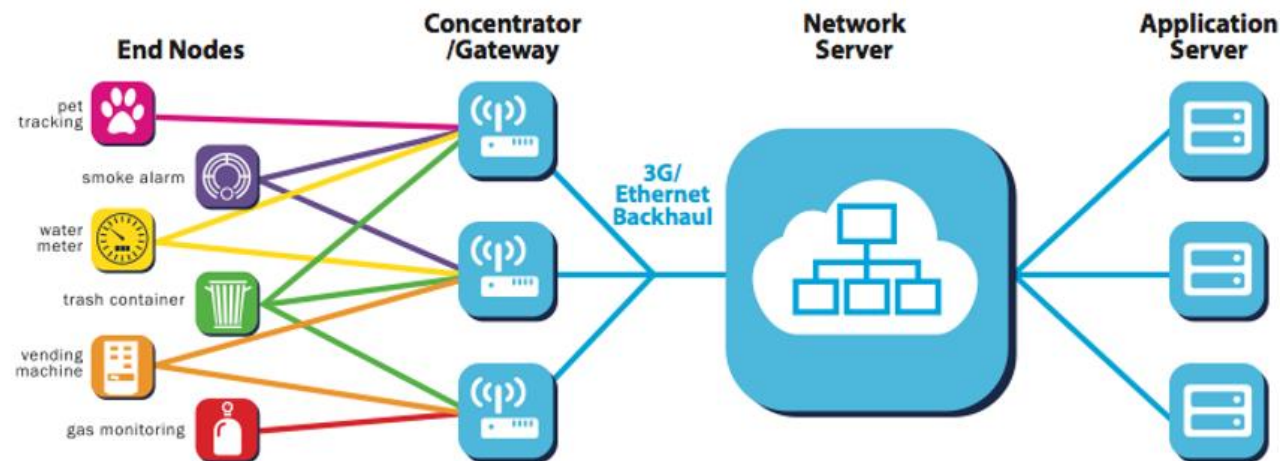 End Nodes
Concentrator
/Gateway
Network
Server
Application
Server
pet
tracking
smoke alarm
water
meter
trash container
vending
machine
gas monitoring
3G/
Ethernet
Backhaul